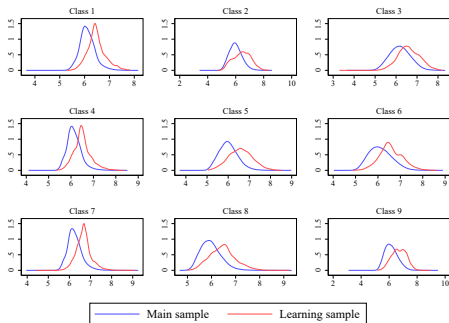 Class 1 Class 2 Class 3
0 .5 1 1.5 0 .5 1 1.5 0 .5 1 1.5
4 5 6 7 8 2 4 6 8 10 3 4 5 6 7 8
Class 4 Class 5 Class 6
0 .5 1 1.5 0 .5 1 1.5 0 .5 1 1.5
4 5 6 7 8 9 4 5 6 7 8 9 4 5 6 7 8 9
Class 7 Class 8 Class 9
0 .5 1 1.5 0 .5 1 1.5 0 .5 1 1.5
4 5 6 7 8 9 5 6 7 8 9 2 4 6 8 10
Main sample Learning sample